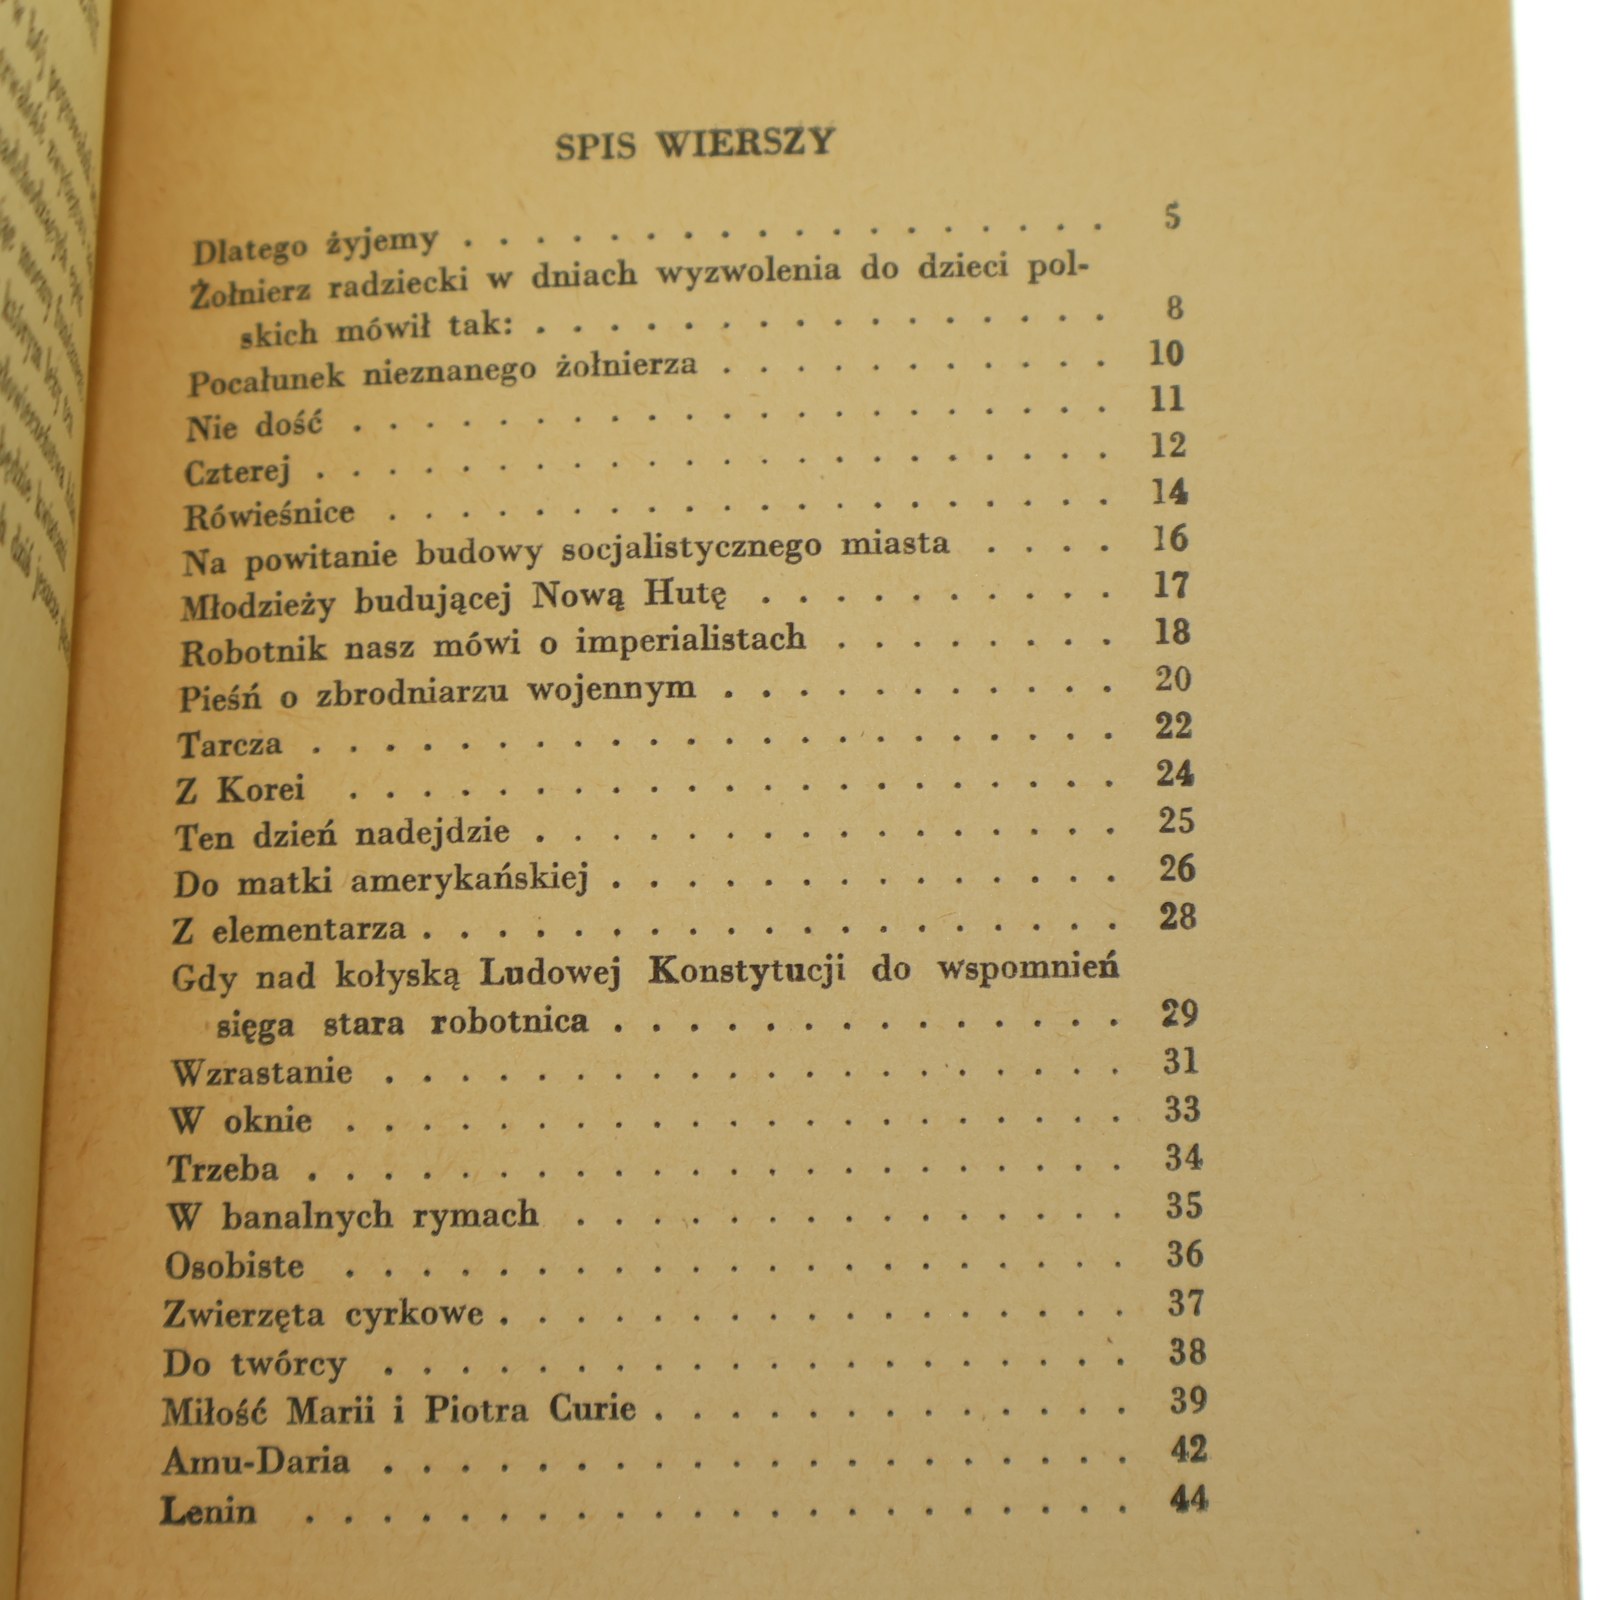 SPIS WIERSZY
Dlatego żyjemy . . . . . . . . . . . . . . . . . . 5
Żołnierz radziecki w dniach wyzwolenia do dzieci pol-
skich mówił tak: . . . . . . . . . . . . . . . . 8
Pocałunek nieznanego żołnierza . . . . . . . . . . . 10
Nie dość . . . . . . . . . . . . . . . . . . . . . 11
Czterej . . . . . . . . . . . . . . . . . . . . . . 12
Rówieśnice . . . . . . . . . . . . . . . . . . . . 14
Na powitanie budowy socjalistycznego miasta . . . . 16
Młodzieży budującej Nową Hutę . . . . . . . . . . 17
Robotnik nasz mówi o imperialistach . . . . . . . . 18
Pieśń o zbrodniarzu wojennym . . . . . . . . . . . 20
Tarcza . . . . . . . . . . . . . . . . . . . . . . 22
Z Korei . . . . . . . . . . . . . . . . . . . . . 24
Ten dzień nadejdzie . . . . . . . . . . . . . . . . 25
Do matki amerykańskiej . . . . . . . . . . . . . . 26
Z elementarza . . . . . . . . . . . . . . . . . . . 28
Gdy nad kołyską Ludowej Konstytucji do wspomnień
sięga stara robotnica . . . . . . . . . . . . . . 29
Wzrastanie . . . . . . . . . . . . . . . . . . . . 31
W oknie . . . . . . . . . . . . . . . . . . . . . 33
Trzeba . . . . . . . . . . . . . . . . . . . . . . 34
W banalnych rymach . . . . . . . . . . . . . . . 35
Osobiste . . . . . . . . . . . . . . . . . . . . . 36
Zwierzęta cyrkowe . . . . . . . . . . . . . . . . . 37
Do twórcy . . . . . . . . . . . . . . . . . . . . 38
Miłość Marii i Piotra Curie . . . . . . . . . . . . . 39
Amu-Daria . . . . . . . . . . . . . . . . . . . . 42
Lenin . . . . . . . . . . . . . . . . . . . . . . 44